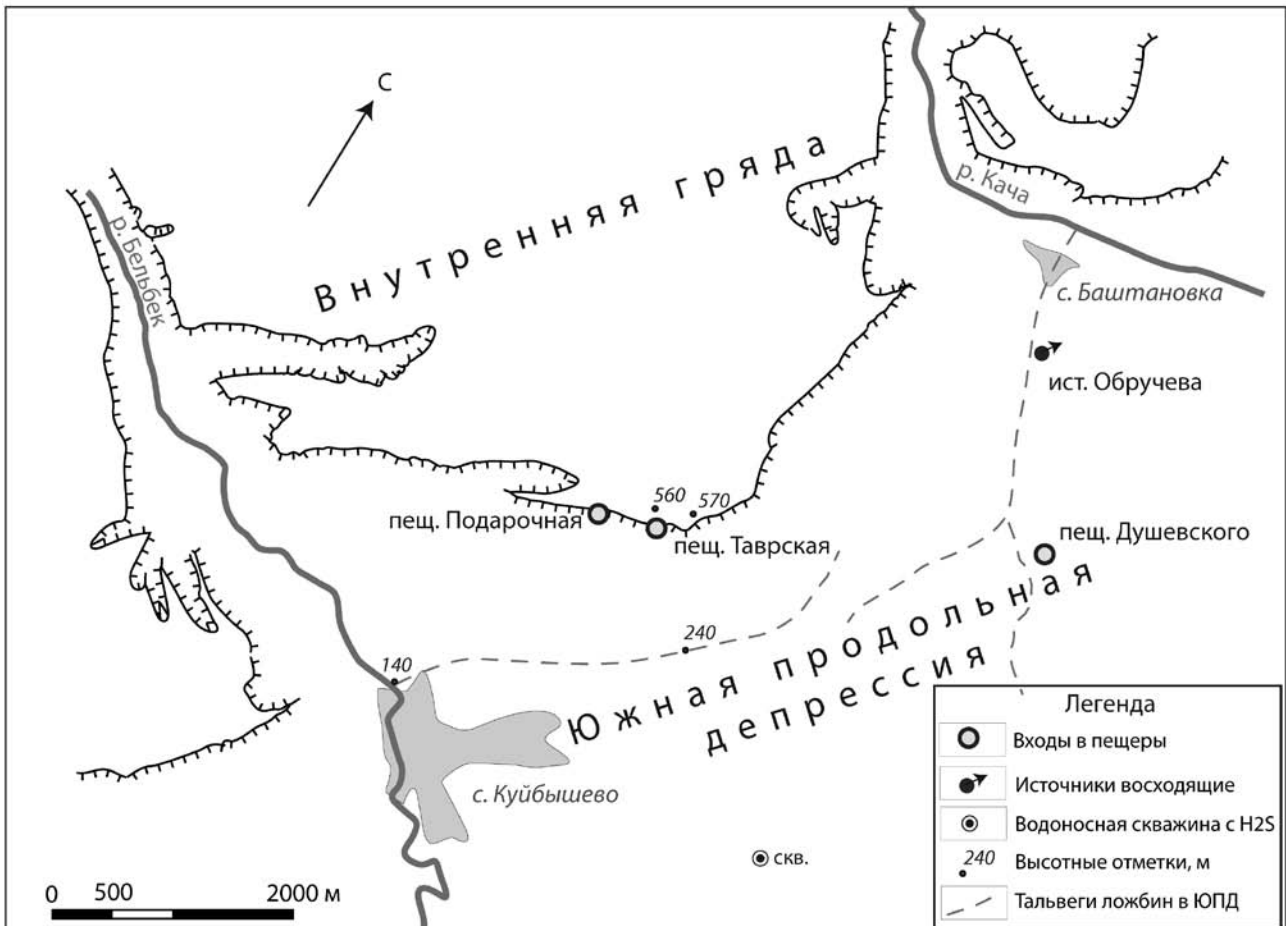 С
Внутренняя гряда
р. Бельбек
р. Кача
с. Баштановка
ист. Обручева
560
570
пещ. Подарочная
пещ. Таврская
пещ. Душевского
240
140
Южная продольная
депрессия
с. Куйбышево
скв.
0 500 2000 м
Легенда
Входы в пещеры
Источники восходящие
Водоносная скважина с H2S
240 Высотные отметки, м
Тальвеги ложбин в ЮПД